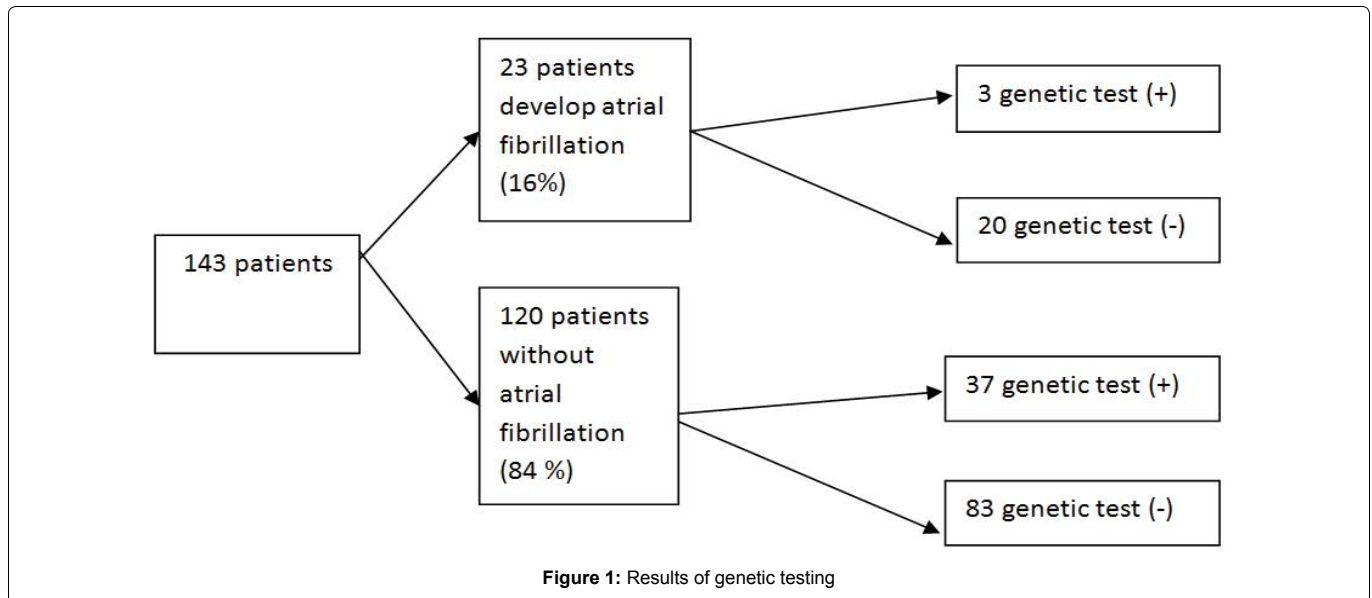 143 patients
23 patients
develop atrial
fibrillation
(16%)
120 patients
without
atrial
fibrillation
(84 %)
3 genetic test (+)
20 genetic test (-)
37 genetic test (+)
83 genetic test (-)
Figure 1: Results of genetic testing